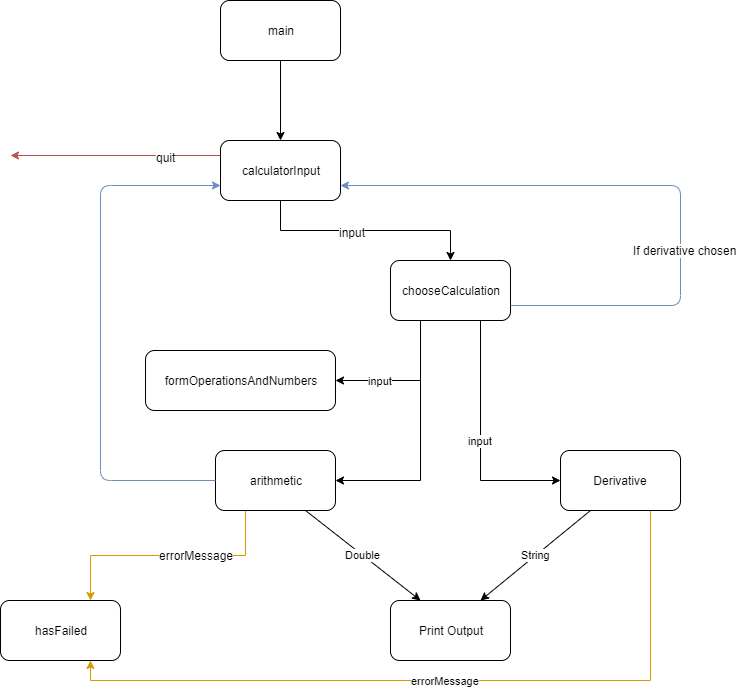 main
quit
calculatorInput
input
If derivative chosen
chooseCalculation
formOperationsAndNumbers
input
input
arithmetic
Derivative
errorMessage
Double
String
hasFailed
Print Output
errorMessage